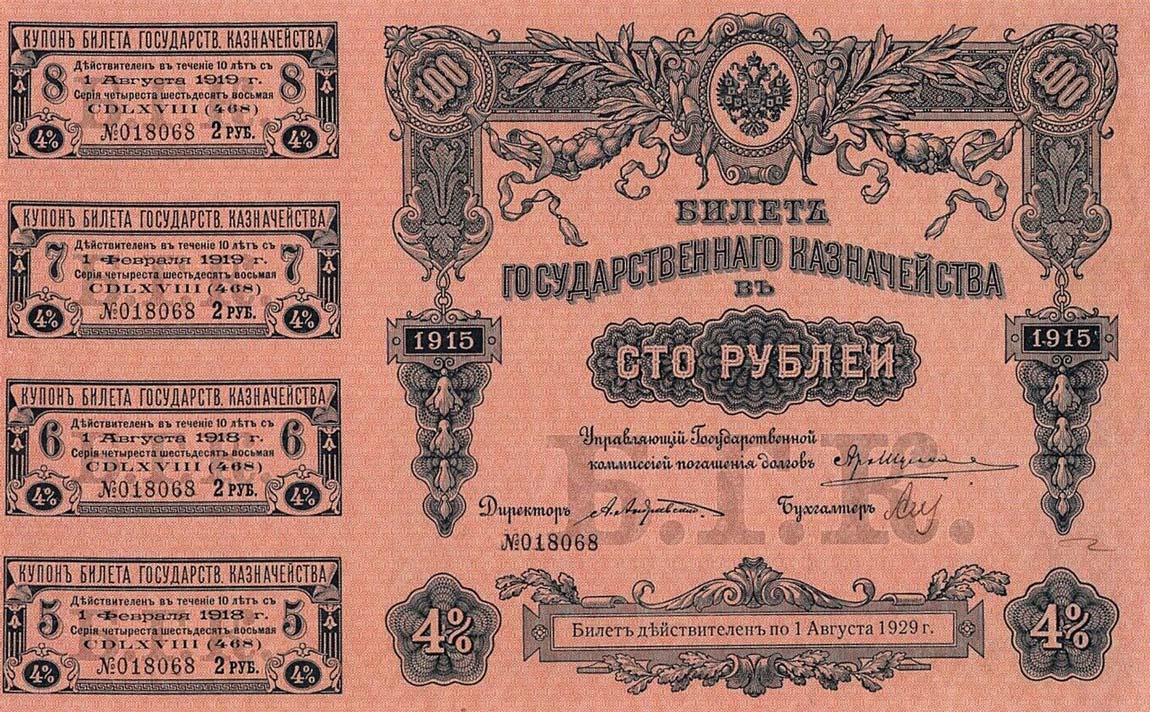 КУПОНЪ БИЛЕТА ГОСУДАРСТВ. КАЗНАЧЕЙСТВА
Дѣйствителенъ въ теченіе 10 лѣтъ съ
8 1 Августа 1919 г. 8
Серія четыреста шестьдесятъ восьмая
CDLXVIII (468)
№018068 2 РУБ.
4% 4%
КУПОНЪ БИЛЕТА ГОСУДАРСТВ. КАЗНАЧЕЙСТВА
Дѣйствителенъ въ теченіе 10 лѣтъ съ
7 1 Февраля 1919 г. 7
Серія четыреста шестьдесятъ восьмая
CDLXVIII (468)
№018068 2 РУБ.
4% 4%
КУПОНЪ БИЛЕТА ГОСУДАРСТВ. КАЗНАЧЕЙСТВА
Дѣйствителенъ въ теченіе 10 лѣтъ съ
6 1 Августа 1918 г. 6
Серія четыреста шестьдесятъ восьмая
CDLXVIII (468)
№018068 2 РУБ.
4% 4%
КУПОНЪ БИЛЕТА ГОСУДАРСТВ. КАЗНАЧЕЙСТВА
Дѣйствителенъ въ теченіе 10 лѣтъ съ
5 1 Февраля 1918 г. 5
Серія четыреста шестьдесятъ восьмая
CDLXVIII (468)
№018068 2 РУБ.
4% 4%
100 100
БИЛЕТЪ
ГОСУДАРСТВЕННАГО КАЗНАЧЕЙСТВА
ВЪ
1915 1915
СТО РУБЛЕЙ
Управляющій Государственной
коммиссіей погашенія долговъ
Б.Г.К.
Директоръ Бухгалтеръ
№018068
4% 4%
Билетъ дѣйствителенъ по 1 Августа 1929 г.